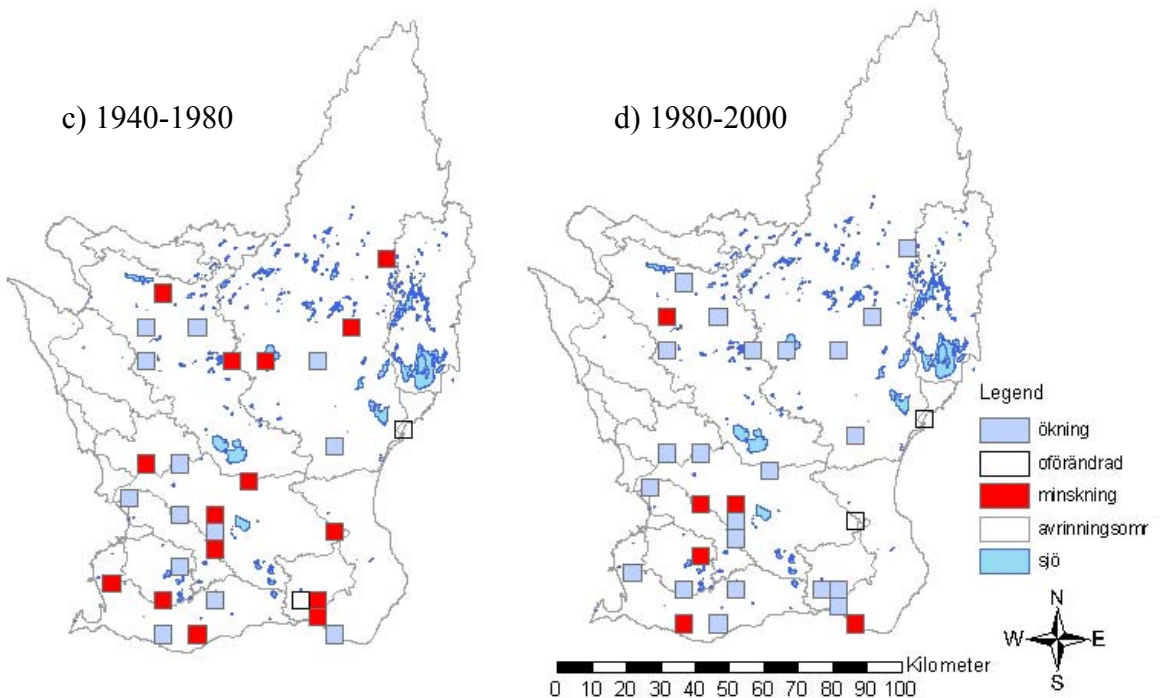 c) 1940-1980
d) 1980-2000
Legend
ökning
oförändrad
minskning
avrinningsomr
sjö
N
W E
S
Kilometer
0 10 20 30 40 50 60 70 80 90 100